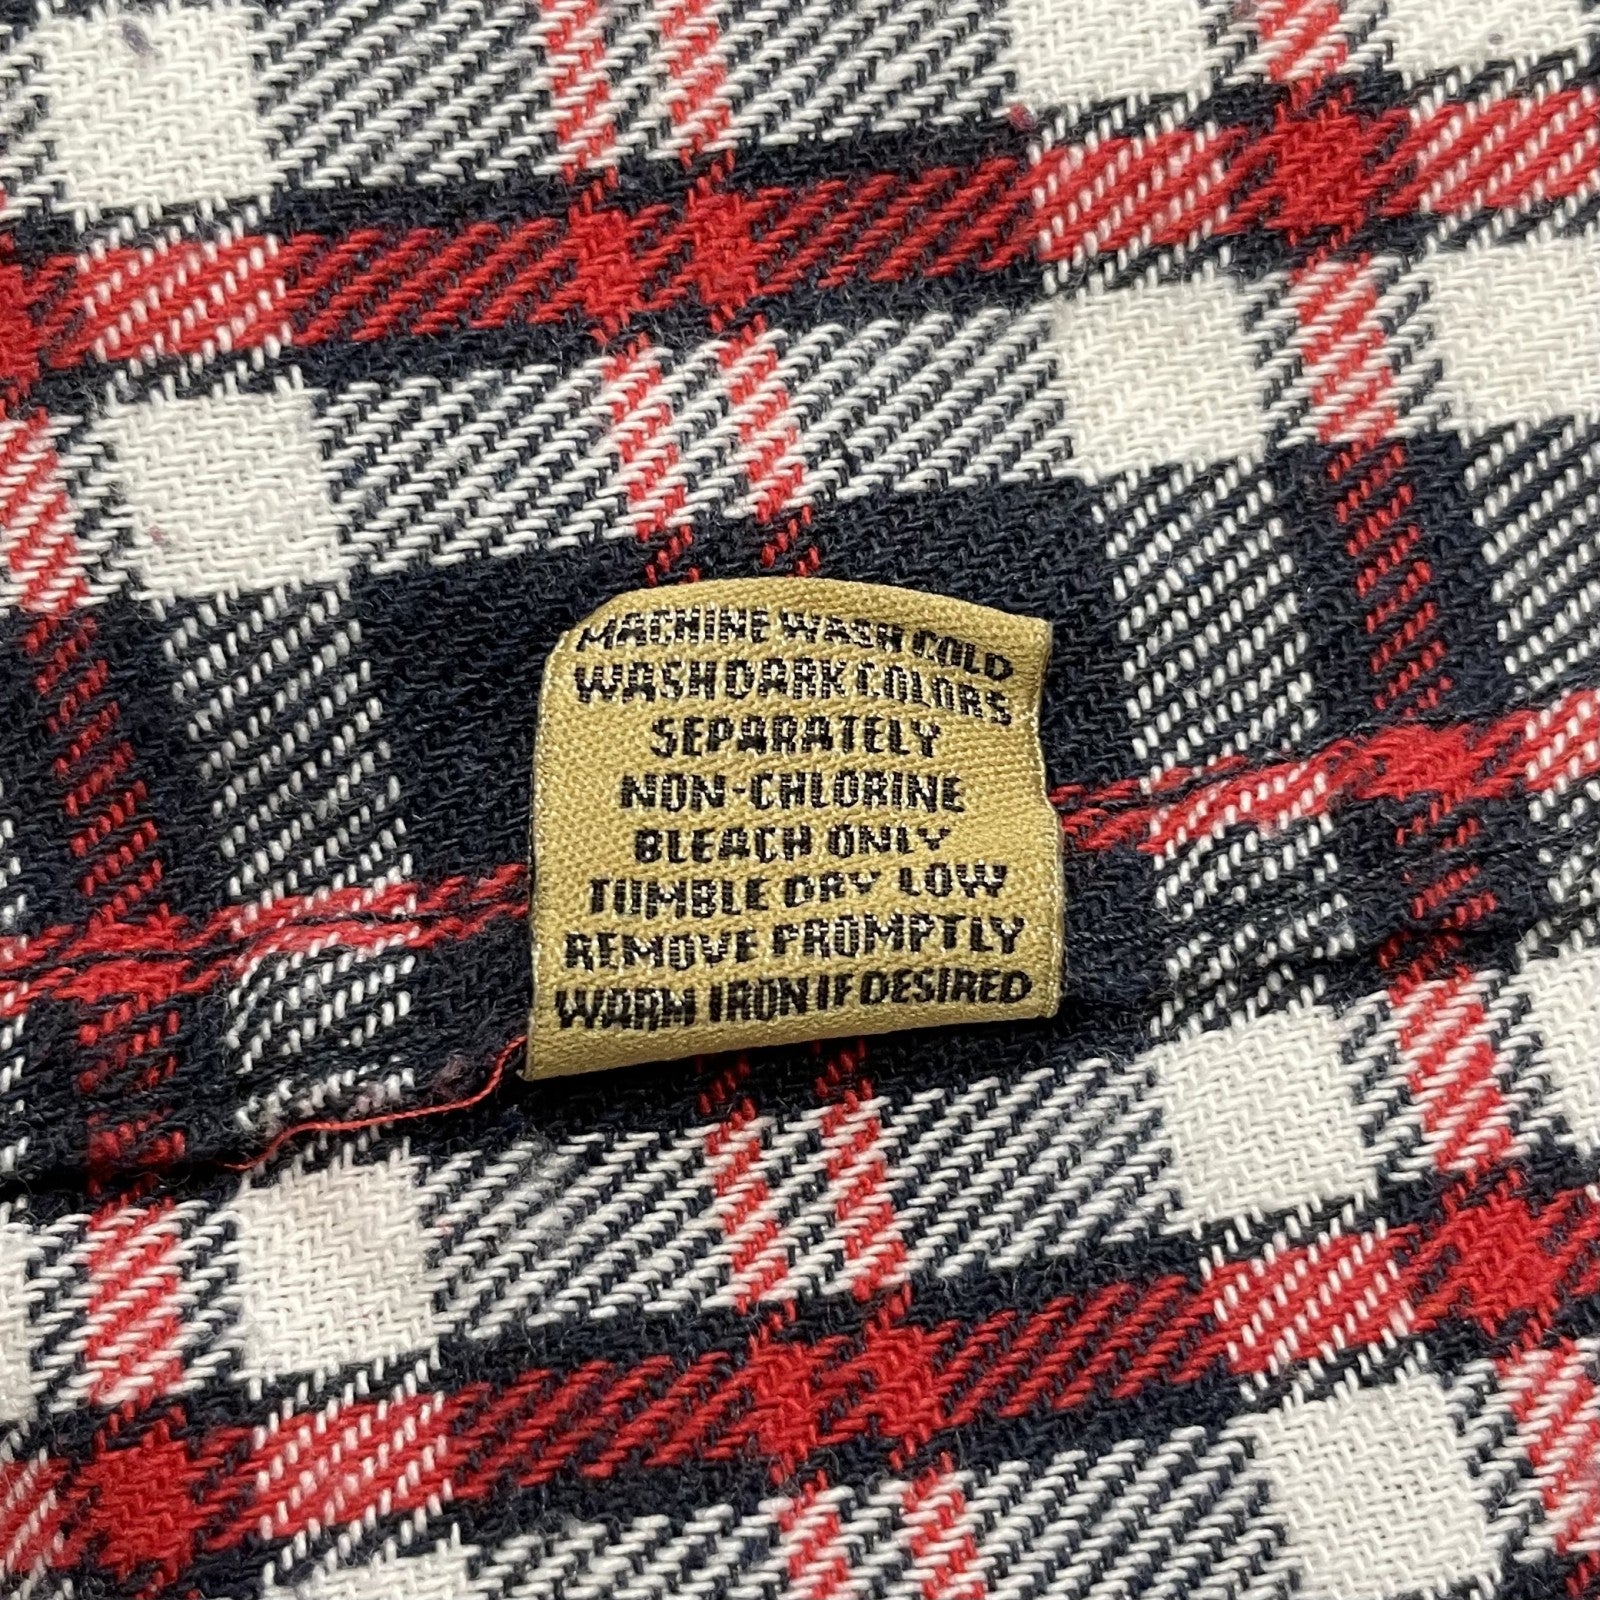 MACHINE WASH COLD
WASH DARK COLORS
SEPARATELY
NON-CHLORINE
BLEACH ONLY
TUMBLE DRY LOW
REMOVE PROMPTLY
WARM IRON IF DESIRED